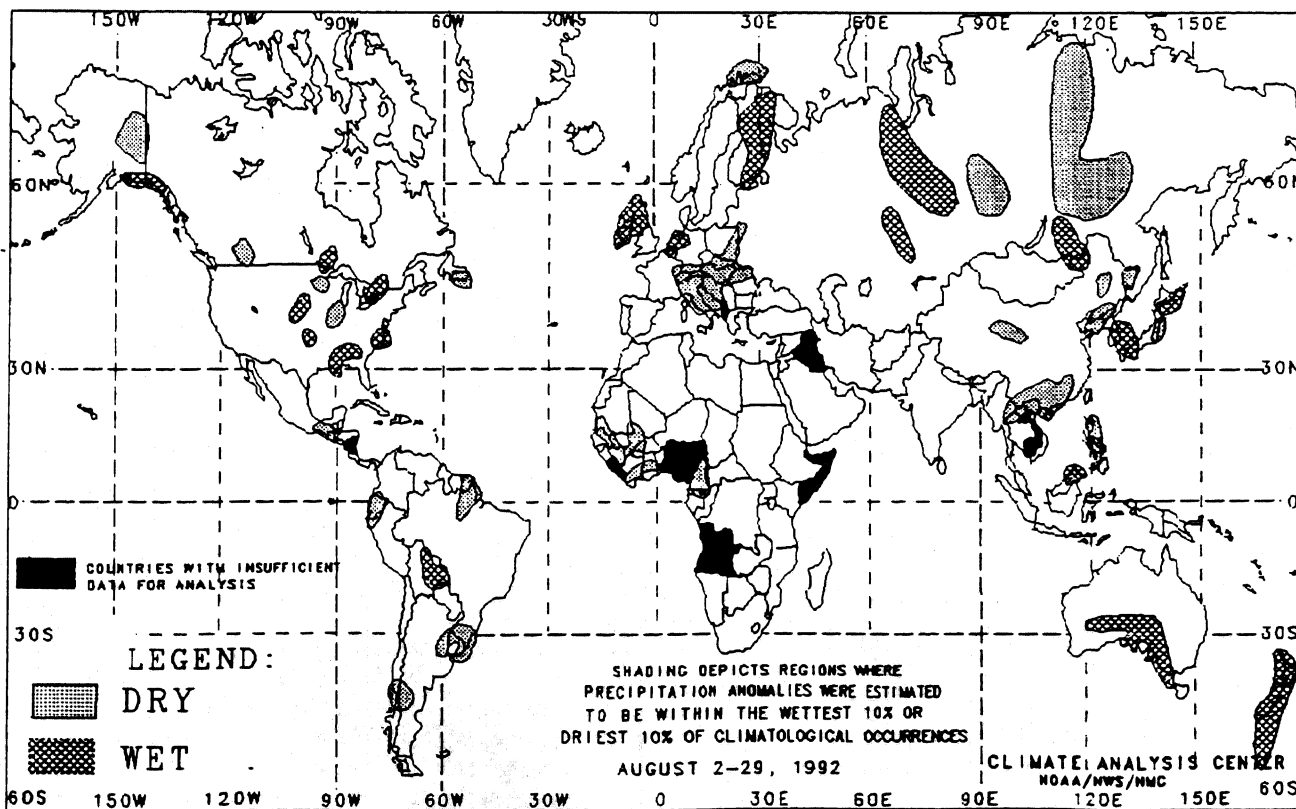 150W 120W 90W 60W 30W 0 30E 60E 90E 120E 150E
60N 60N
30N 30N
0 0
COUNTRIES WITH INSUFFICIENT
DATA FOR ANALYSIS
30S 30S
LEGEND:
DRY
WET
SHADING DEPICTS REGIONS WHERE
PRECIPITATION ANOMALIES WERE ESTIMATED
TO BE WITHIN THE WETTEST 10% OR
DRIEST 10% OF CLIMATOLOGICAL OCCURRENCES
AUGUST 2-29, 1992
CLIMATE ANALYSIS CENTER
NOAA/NWS/NMC
60S 150W 120W 90W 60W 30W 0 30E 60E 90E 120E 150E 60S